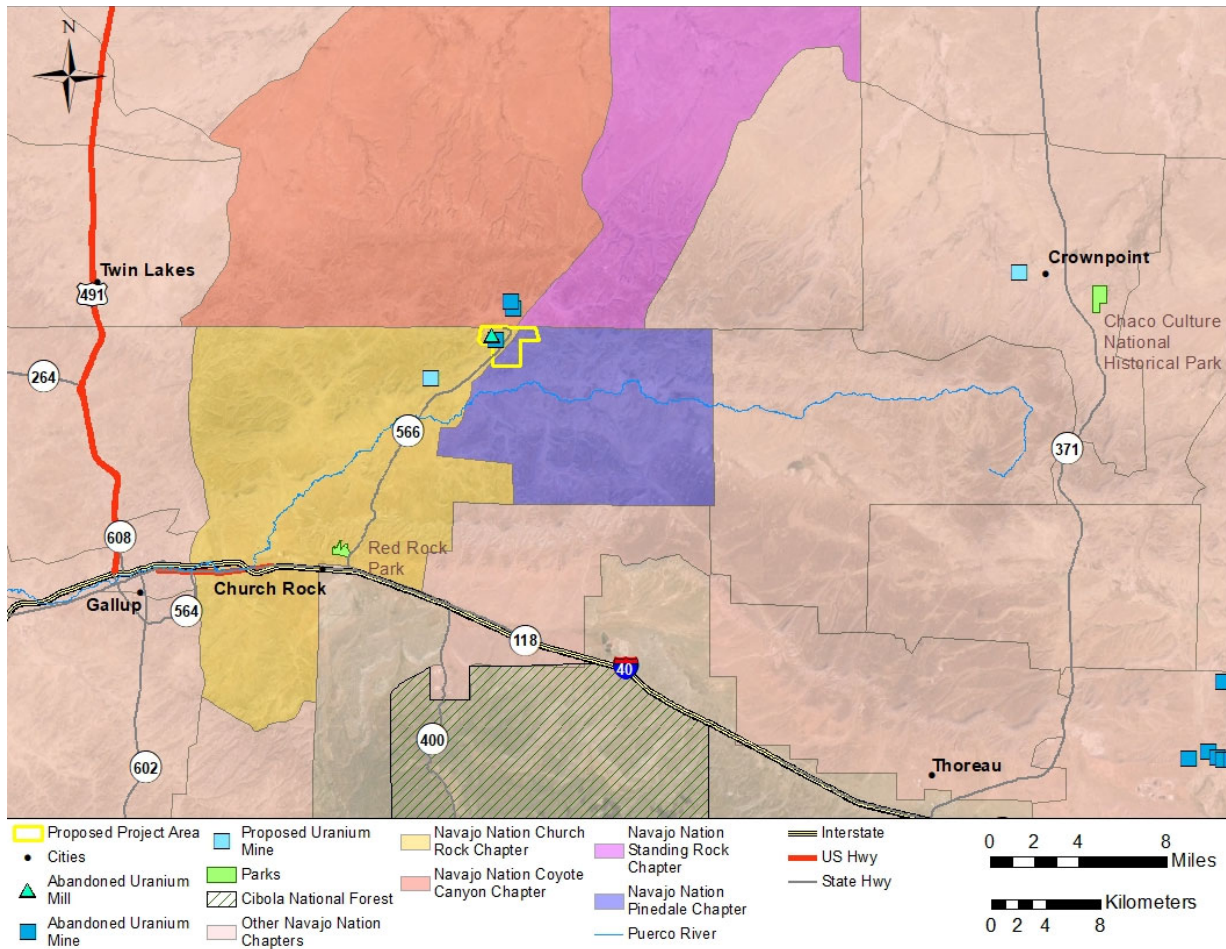 N
Twin Lakes
491
Crownpoint
Chaco Culture
National
Historical Park
264
566
371
608
Red Rock
Park
Church Rock
Gallup
564
118
40
400
602
Thoreau
Proposed Project Area
Cities
Abandoned Uranium
Mill
Abandoned Uranium
Mine
Proposed Uranium
Mine
Parks
Cibola National Forest
Other Navajo Nation
Chapters
Navajo Nation Church
Rock Chapter
Navajo Nation Coyote
Canyon Chapter
Navajo Nation
Standing Rock
Chapter
Navajo Nation
Pinedale Chapter
Puerco River
Interstate
US Hwy
State Hwy
0 2 4 8
Miles
Kilometers
0 2 4 8